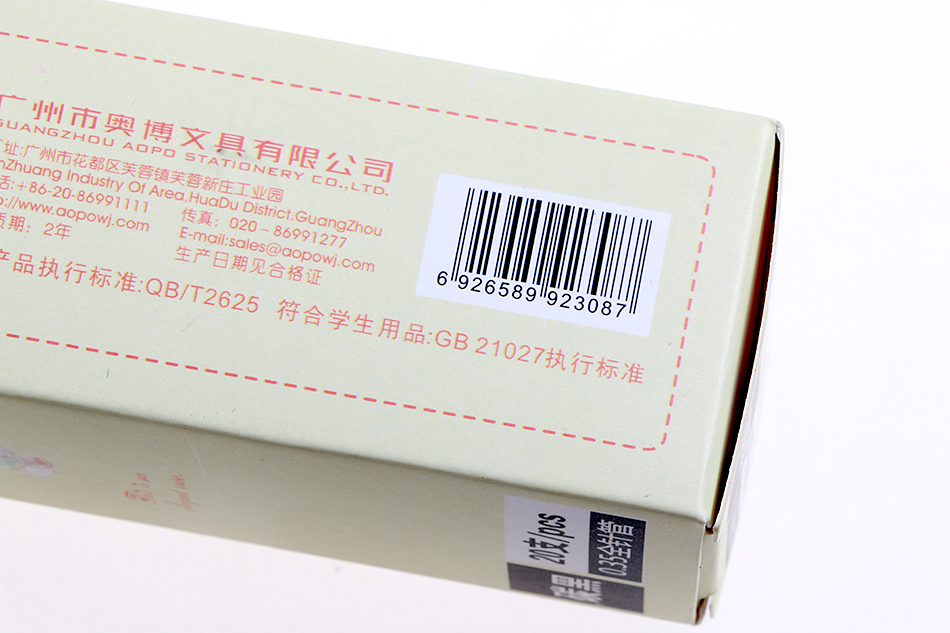 广州市奥博文具有限公司
GUANGZHOU AOPO STATIONERY CO.,LTD.
址:广州市花都区芙蓉镇芙蓉新庄工业园
Zhuang Industry Of Area,HuaDu District.GuangZhou
话:+86-20-86991111 传真: 020-86991277
://www.aopowj.com E-mail:sales@aopowj.com
质期: 2年 生产日期见合格证
产品执行标准:QB/T2625 符合学生用品:GB 21027执行标准
6 926589 923087
20支/pcs
0.35全针管